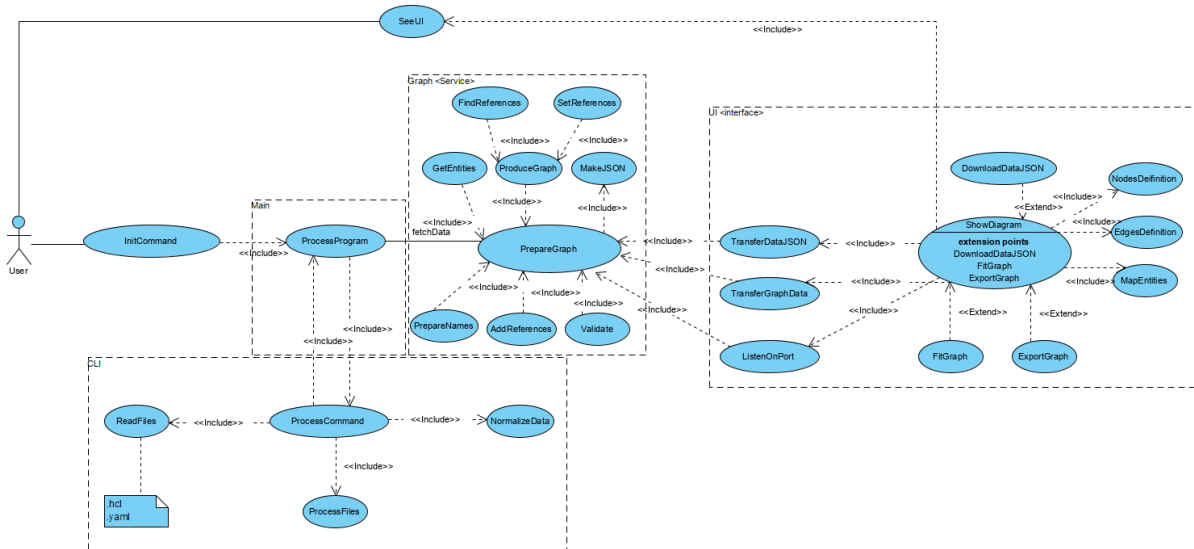 SeeUI
<<Include>>
Graph <Service>
FindReferences
SetReferences
<<Include>>
<<Include>>
GetEntities
ProduceGraph
MakeJSON
<<Include>>
<<Include>>
<<Include>>
UI <interface>
DownloadDataJSON
NodesDeifinition
<<Include>>
<<Extend>>
<<Include>>
EdgesDefinition
ShowDiagram
extension points
DownloadDataJSON
FitGraph
ExportGraph
MapEntities
<<Include>>
User
InitCommand
<<Include>>
Main
ProcessProgram
fetchData
PrepareGraph
<<Include>>
TransferDataJSON
<<Include>>
<<Include>>
TransferGraphData
<<Include>>
<<Include>>
<<Include>>
<<Include>>
<<Include>>
PrepareNames
AddReferences
Validate
<<Include>>
ListenOnPort
<<Include>>
<<Extend>>
<<Extend>>
FitGraph
ExportGraph
<<Include>>
<<Include>>
CLI
ReadFiles
<<Include>>
ProcessCommand
<<Include>>
NormalizeData
<<Include>>
ProcessFiles
.hcl
.yaml